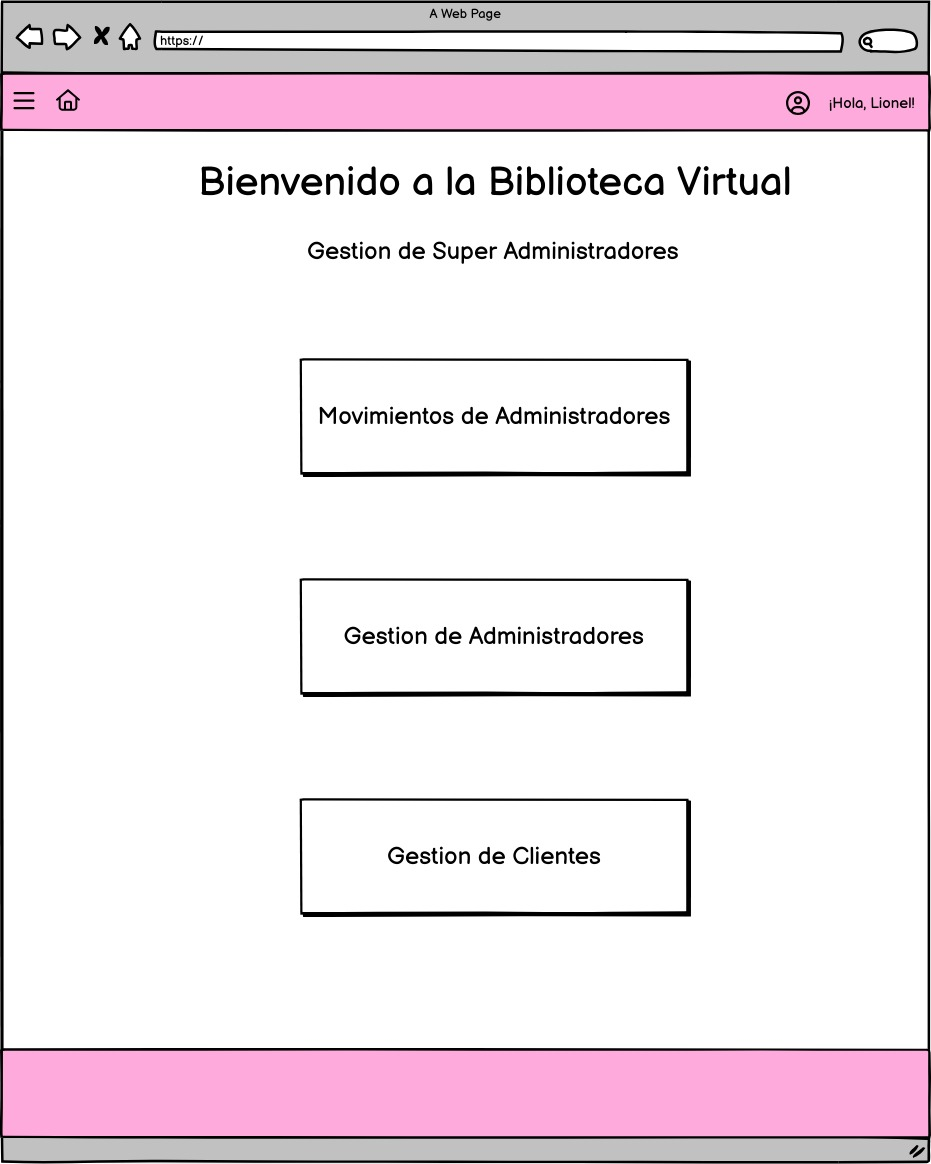 A Web Page
https://
¡Hola, Lionel!
Bienvenido a la Biblioteca Virtual
Gestion de Super Administradores
Movimientos de Administradores
Gestion de Administradores
Gestion de Clientes